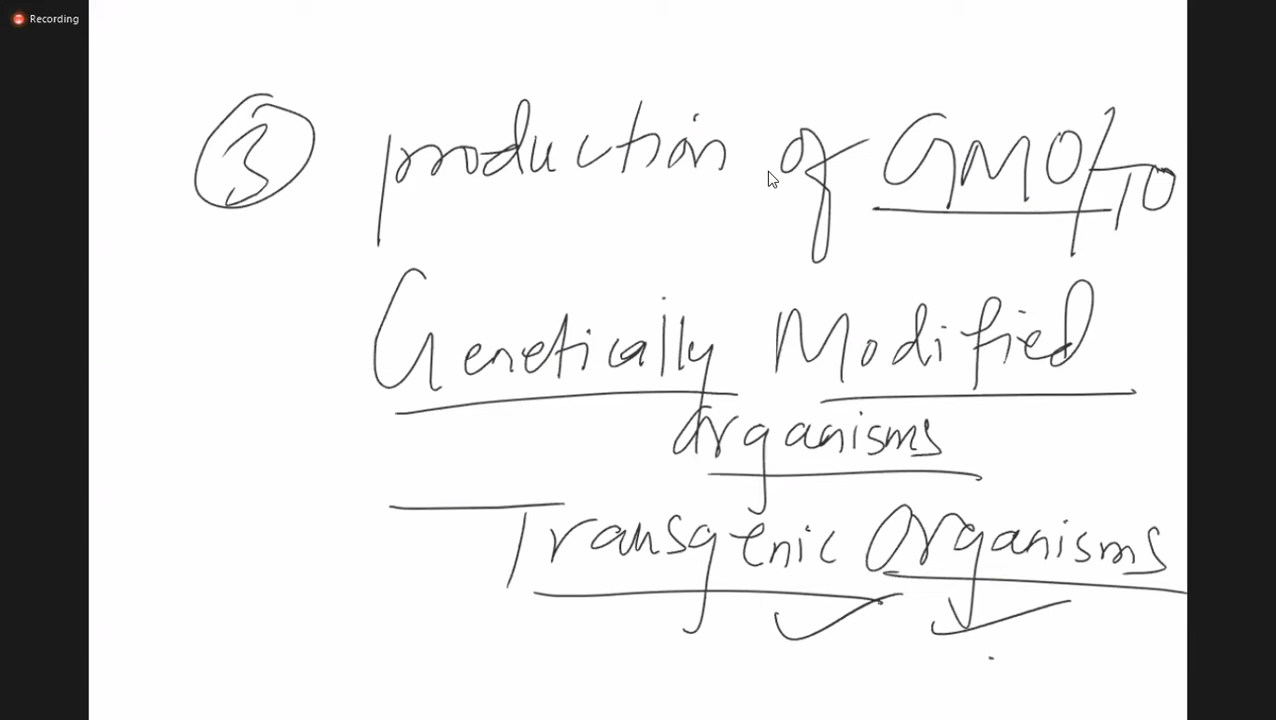 Recording
③ production of GMO/TO
Genetically Modified
organisms
Transgenic Organisms